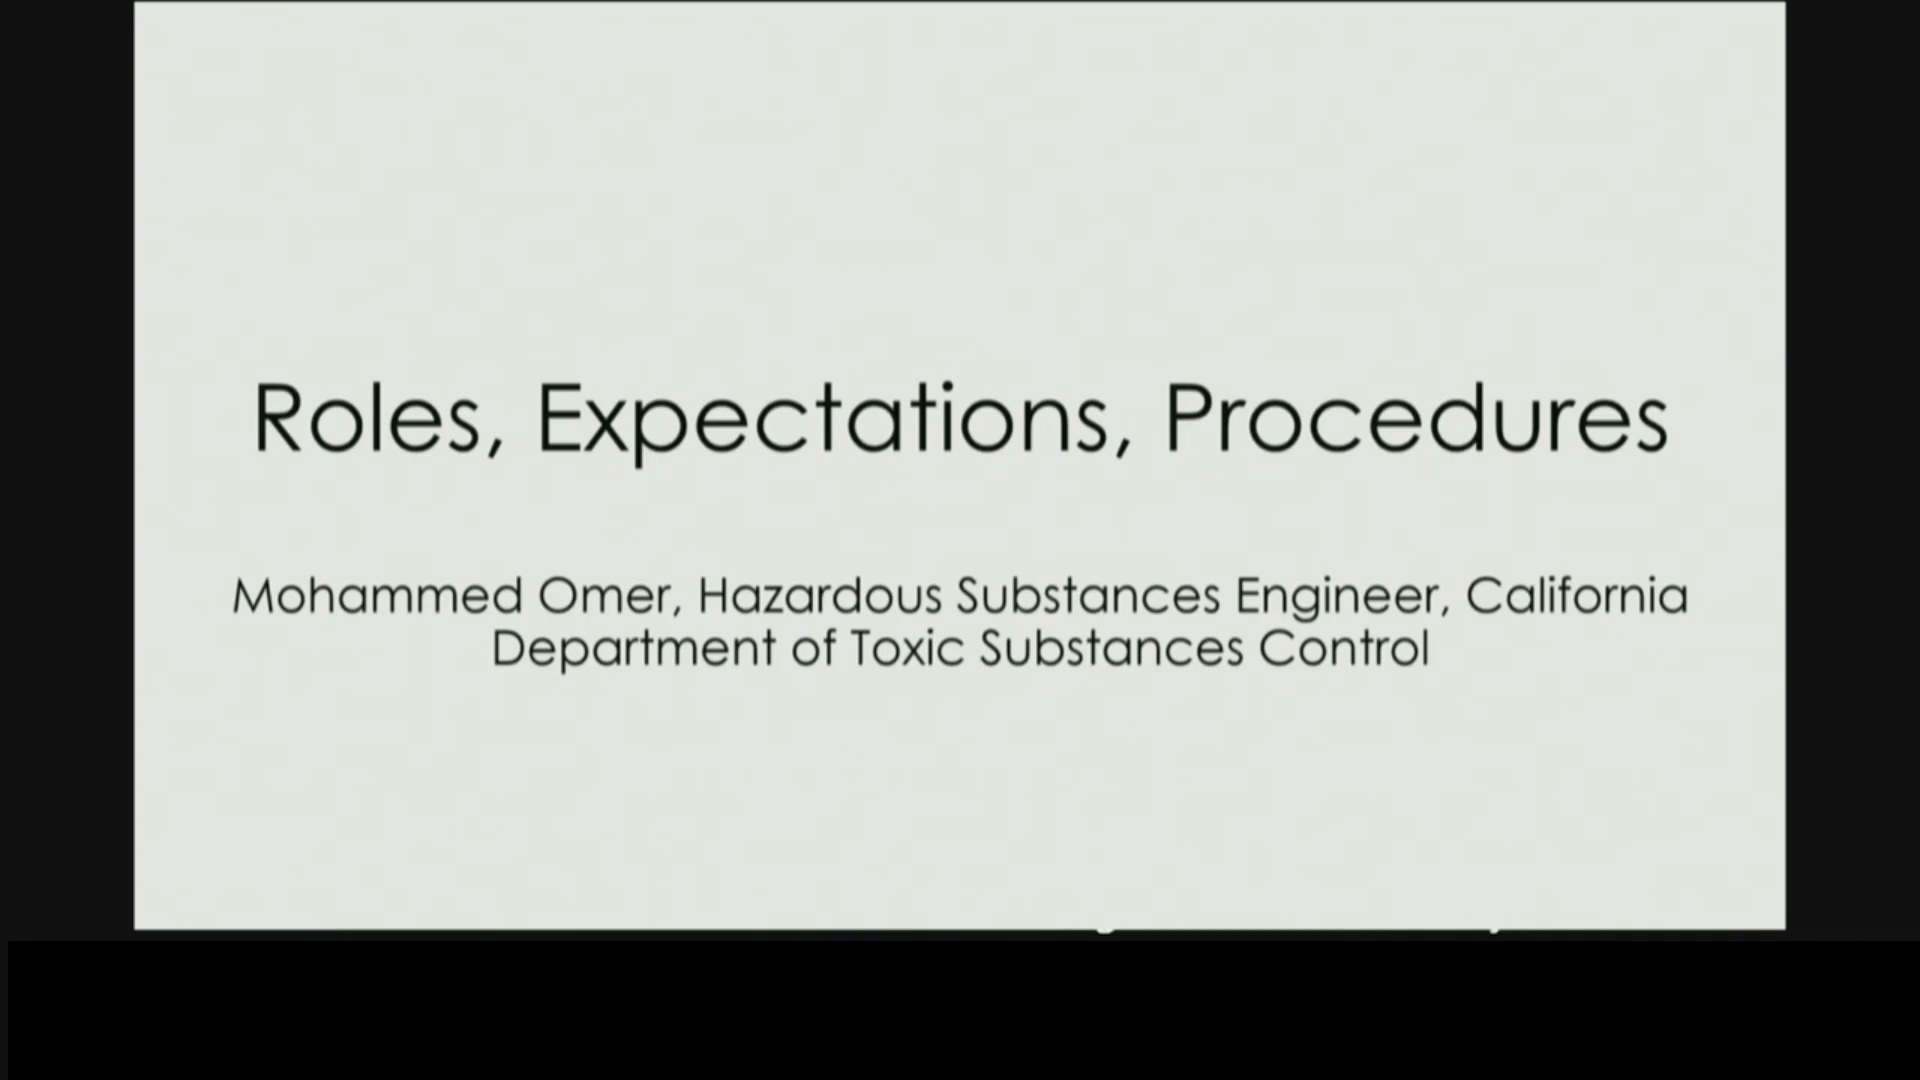 Roles, Expectations, Procedures
Mohammed Omer, Hazardous Substances Engineer, California
Department of Toxic Substances Control